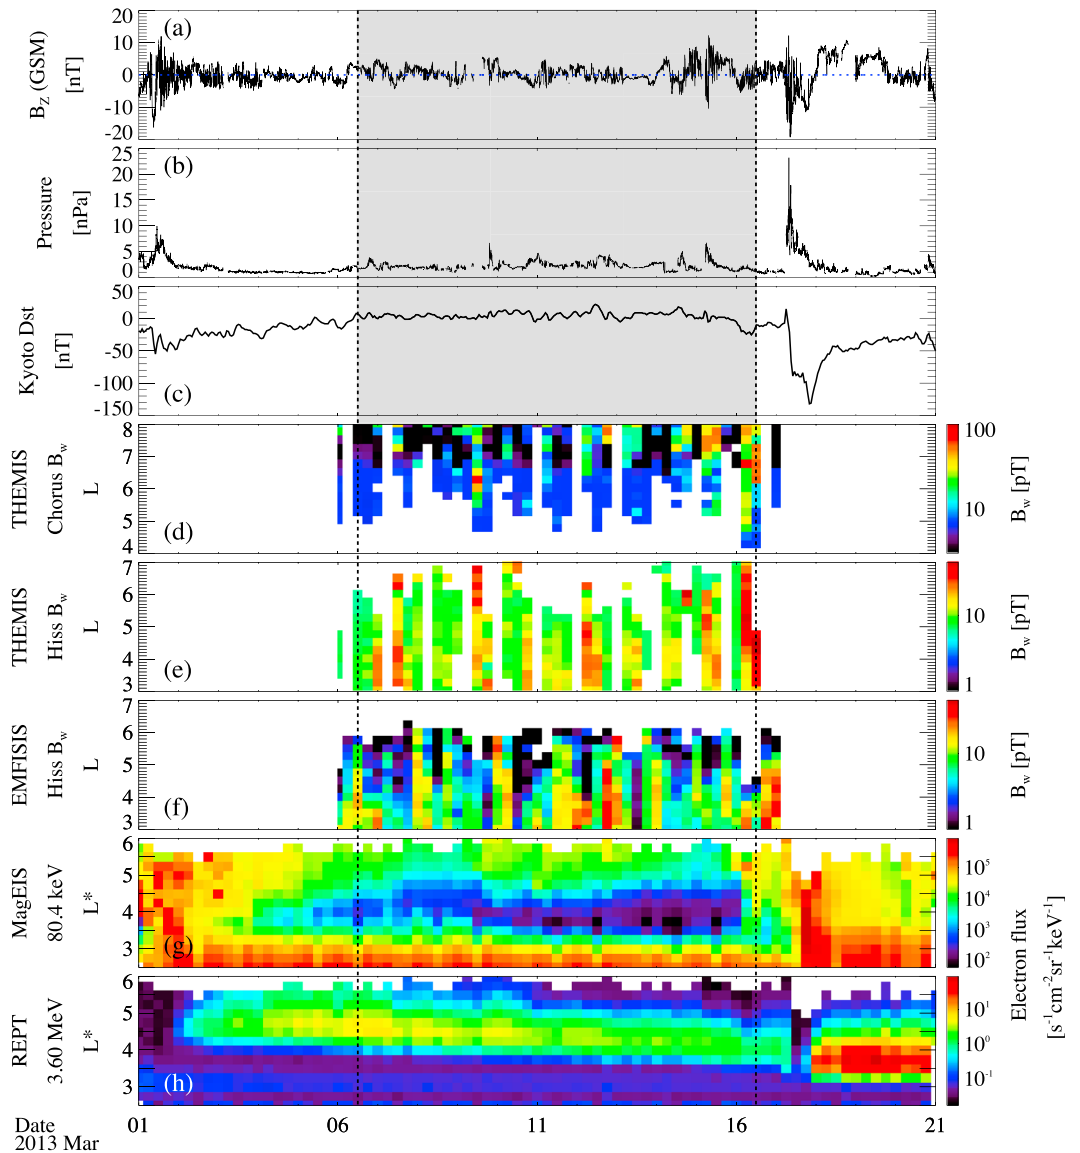 (a)
B_Z (GSM)
[nT]
20
10
0
-10
-20
(b)
Pressure
[nPa]
25
20
15
10
5
0
(c)
Kyoto Dst
[nT]
50
0
-50
-100
-150
(d)
THEMIS
Chorus B_w
L
8
7
6
5
4
100
10
B_w [pT]
(e)
THEMIS
Hiss B_w
L
7
6
5
4
3
10
1
B_w [pT]
(f)
EMFISIS
Hiss B_w
L
7
6
5
4
3
10
1
B_w [pT]
(g)
MagEIS
80.4 keV
L*
6
5
4
3
10^5
10^4
10^3
10^2
Electron flux
[s^-1cm^-2sr^-1keV^-1]
(h)
REPT
3.60 MeV
L*
6
5
4
3
10^1
10^0
10^-1
01 06 11 16 21
Date
2013 Mar